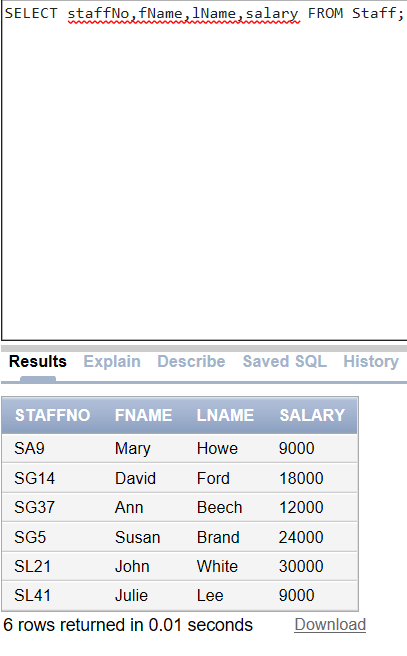 SELECT staffNo,fName,lName,salary FROM Staff;
Results Explain Describe Saved SQL History
STAFFNO FNAME LNAME SALARY
SA9 Mary Howe 9000
SG14 David Ford 18000
SG37 Ann Beech 12000
SG5 Susan Brand 24000
SL21 John White 30000
SL41 Julie Lee 9000
6 rows returned in 0.01 seconds Download